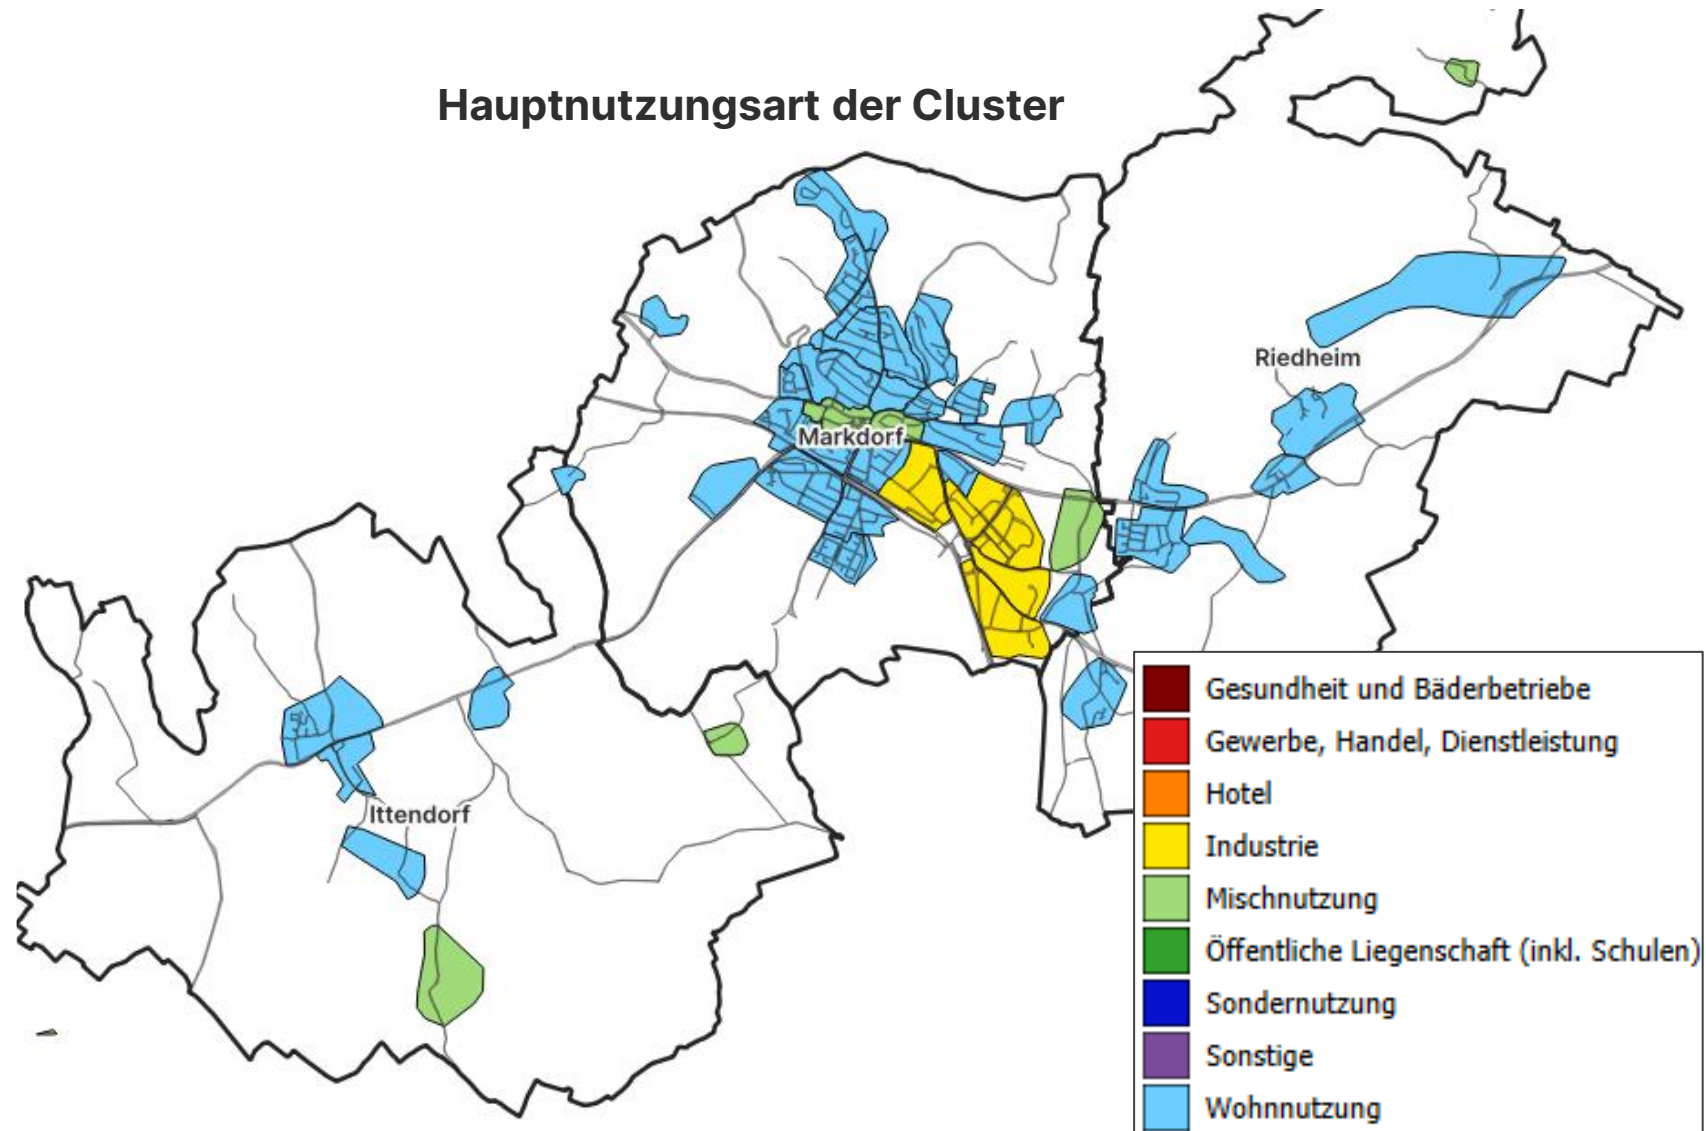 Hauptnutzungsart der Cluster
Riedheim
Markdorf
Ittendorf
Gesundheit und Bäderbetriebe
Gewerbe, Handel, Dienstleistung
Hotel
Industrie
Mischnutzung
Öffentliche Liegenschaft (inkl. Schulen)
Sondernutzung
Sonstige
Wohnnutzung